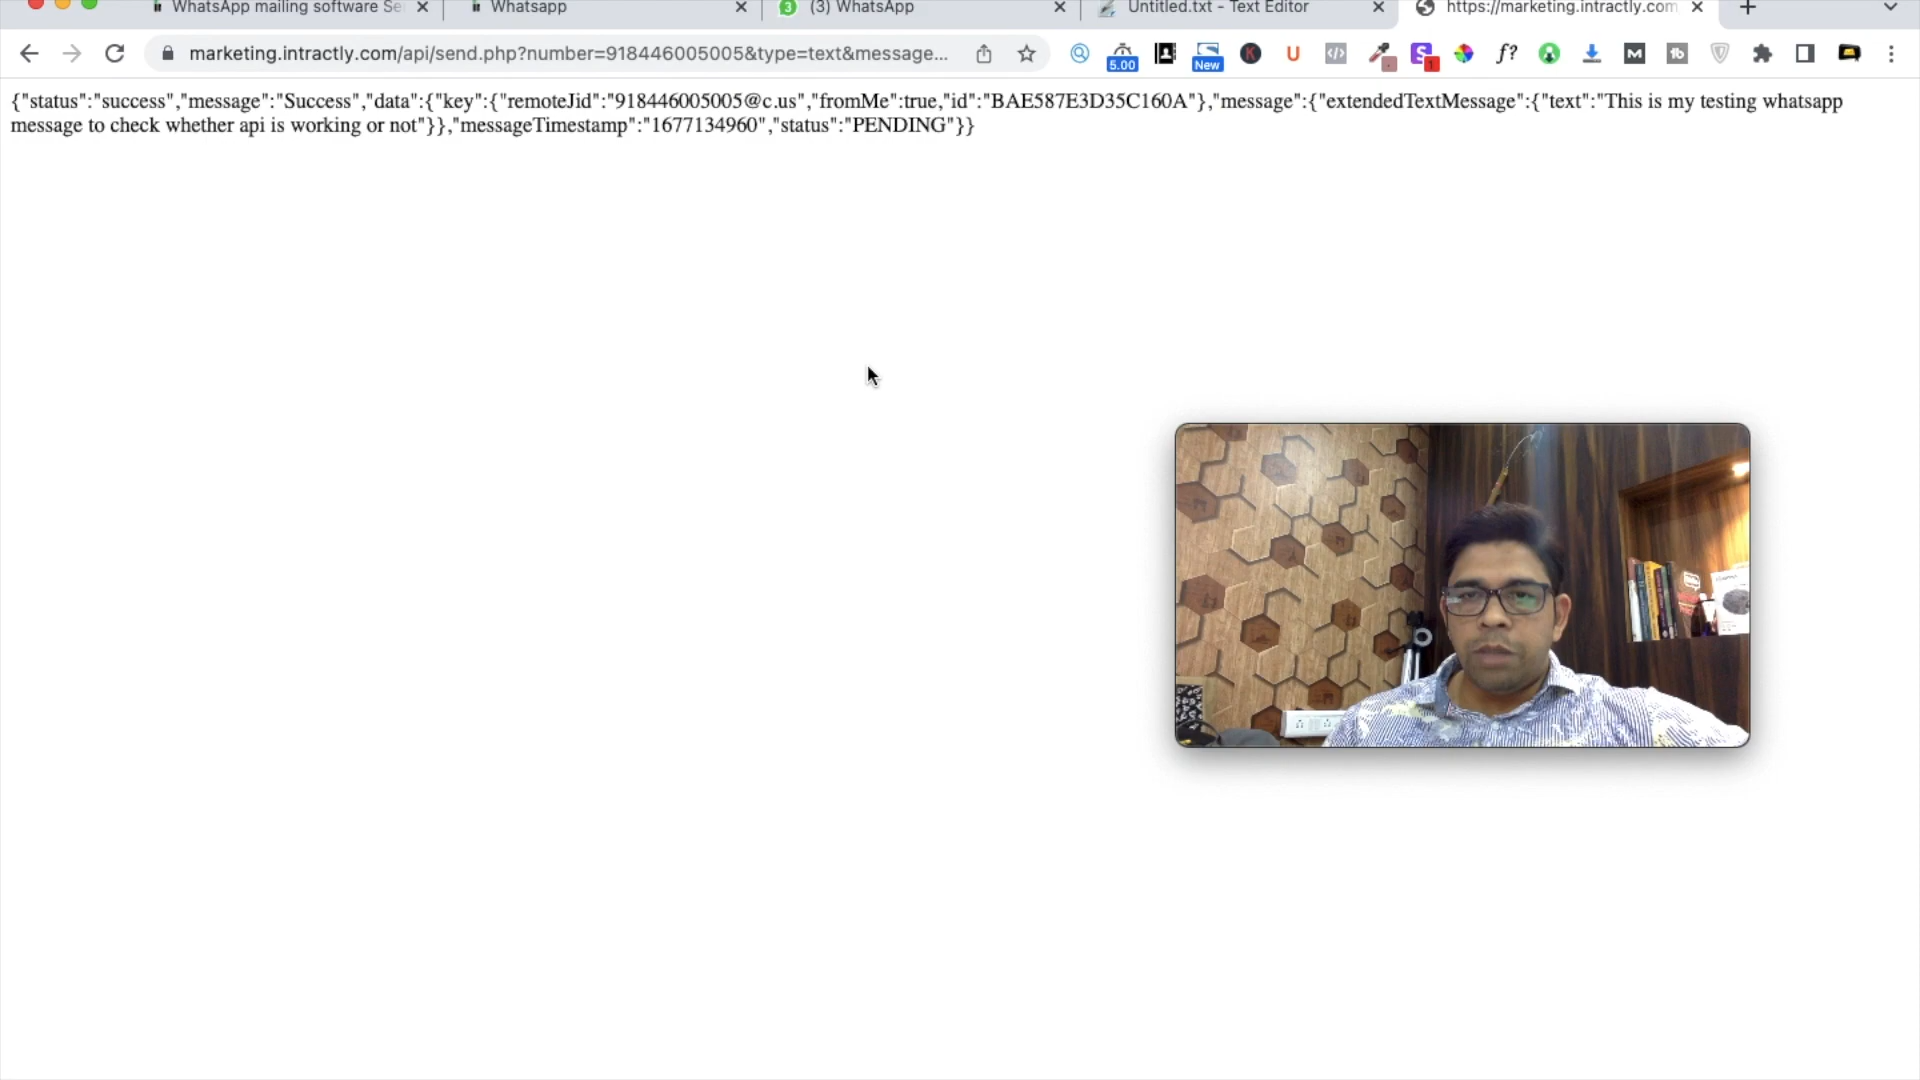 WhatsApp mailing software Se
Whatsapp
(3) WhatsApp
Untitled.txt - Text Editor
https://marketing.intractly.com
marketing.intractly.com/api/send.php?number=918446005005&type=text&message...
5.00
New
{"status":"success","message":"Success","data":{"key":{"remoteJid":"918446005005@c.us","fromMe":true,"id":"BAE587E3D35C160A"},"message":{"extendedTextMessage":{"text":"This is my testing whatsapp
message to check whether api is working or not"}},"messageTimestamp":"1677134960","status":"PENDING"}}